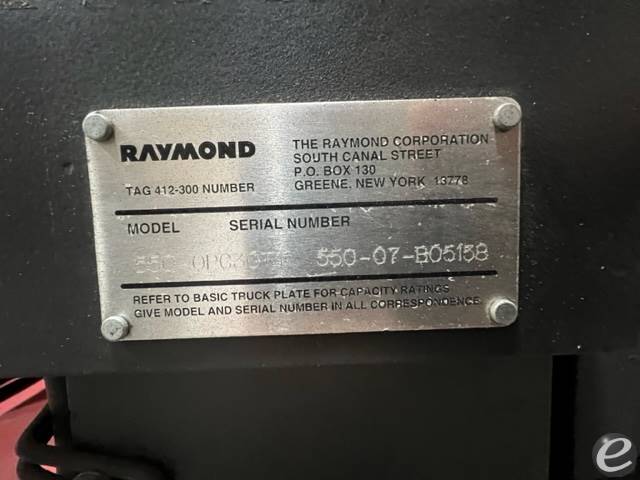 RAYMOND
THE RAYMOND CORPORATION
SOUTH CANAL STREET
P.O. BOX 130
GREENE, NEW YORK 13778
TAG 412-300 NUMBER
MODEL SERIAL NUMBER
550-07-B05158
REFER TO BASIC TRUCK PLATE FOR CAPACITY RATINGS
GIVE MODEL AND SERIAL NUMBER IN ALL CORRESPONDENCE
e